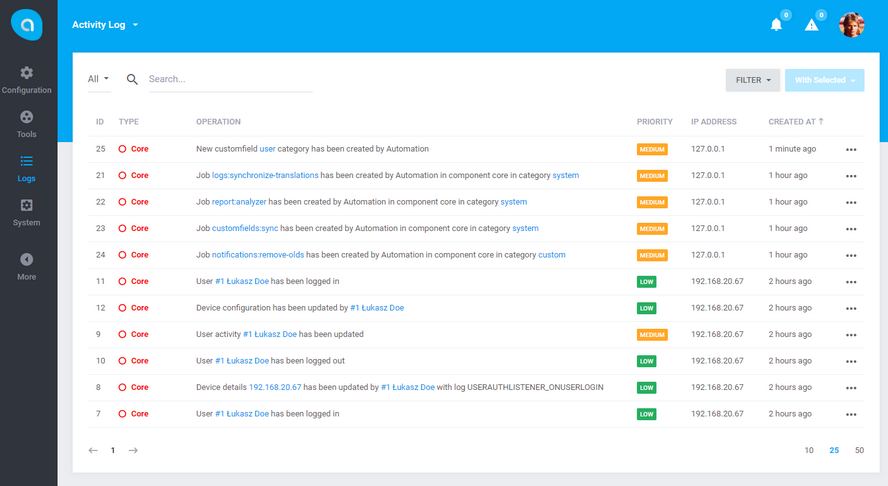 Activity Log
0
0
Configuration
Tools
Logs
System
More
All
Search...
FILTER
With Selected
ID TYPE OPERATION PRIORITY IP ADDRESS CREATED AT ↑
25 Core New customfield user category has been created by Automation MEDIUM 127.0.0.1 1 minute ago
21 Core Job logs:synchronize-translations has been created by Automation in component core in category system MEDIUM 127.0.0.1 1 hour ago
22 Core Job report:analyzer has been created by Automation in component core in category system MEDIUM 127.0.0.1 1 hour ago
23 Core Job customfields:sync has been created by Automation in component core in category system MEDIUM 127.0.0.1 1 hour ago
24 Core Job notifications:remove-olds has been created by Automation in component core in category custom MEDIUM 127.0.0.1 1 hour ago
11 Core User #1 Łukasz Doe has been logged in LOW 192.168.20.67 2 hours ago
12 Core Device configuration has been updated by #1 Łukasz Doe LOW 192.168.20.67 2 hours ago
9 Core User activity #1 Łukasz Doe has been updated MEDIUM 192.168.20.67 2 hours ago
10 Core User #1 Łukasz Doe has been logged out LOW 192.168.20.67 2 hours ago
8 Core Device details 192.168.20.67 has been updated by #1 Łukasz Doe with log USERAUTHLISTENER_ONUSERLOGIN LOW 192.168.20.67 2 hours ago
7 Core User #1 Łukasz Doe has been logged in LOW 192.168.20.67 2 hours ago
← 1 → 10 25 50